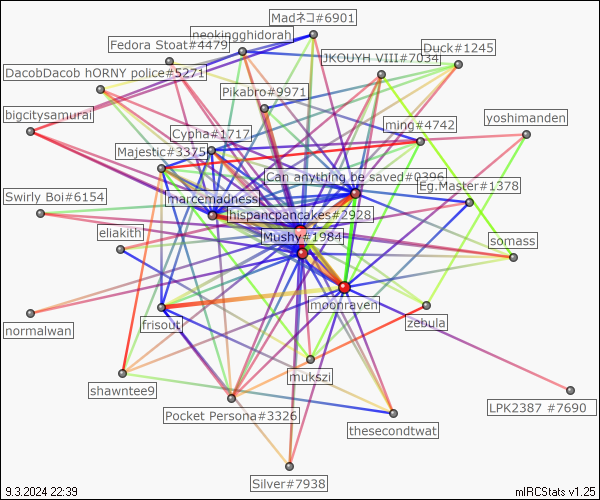 Madネコ#6901
neokingghidorah
Fedora Stoat#4479
Duck#1245
JKOUYH VIII#7034
DacobDacob hORNY police#5271
Pikabro#9971
bigcitysamurai
yoshimanden
ming#4742
Cypha#1717
Majestic#3375
Can anything be saved#0396
Eg.Master#1378
marcemadness
Swirly Boi#6154
hispancpancakes#2928
eliakith
Mushy#1984
somass
moonraven
normalwan
frisout
zebula
mukszi
shawntee9
LPK2387 #7690
Pocket Persona#3326
thesecondtwat
Silver#7938
9.3.2024 22:39
mIRCStats v1.25